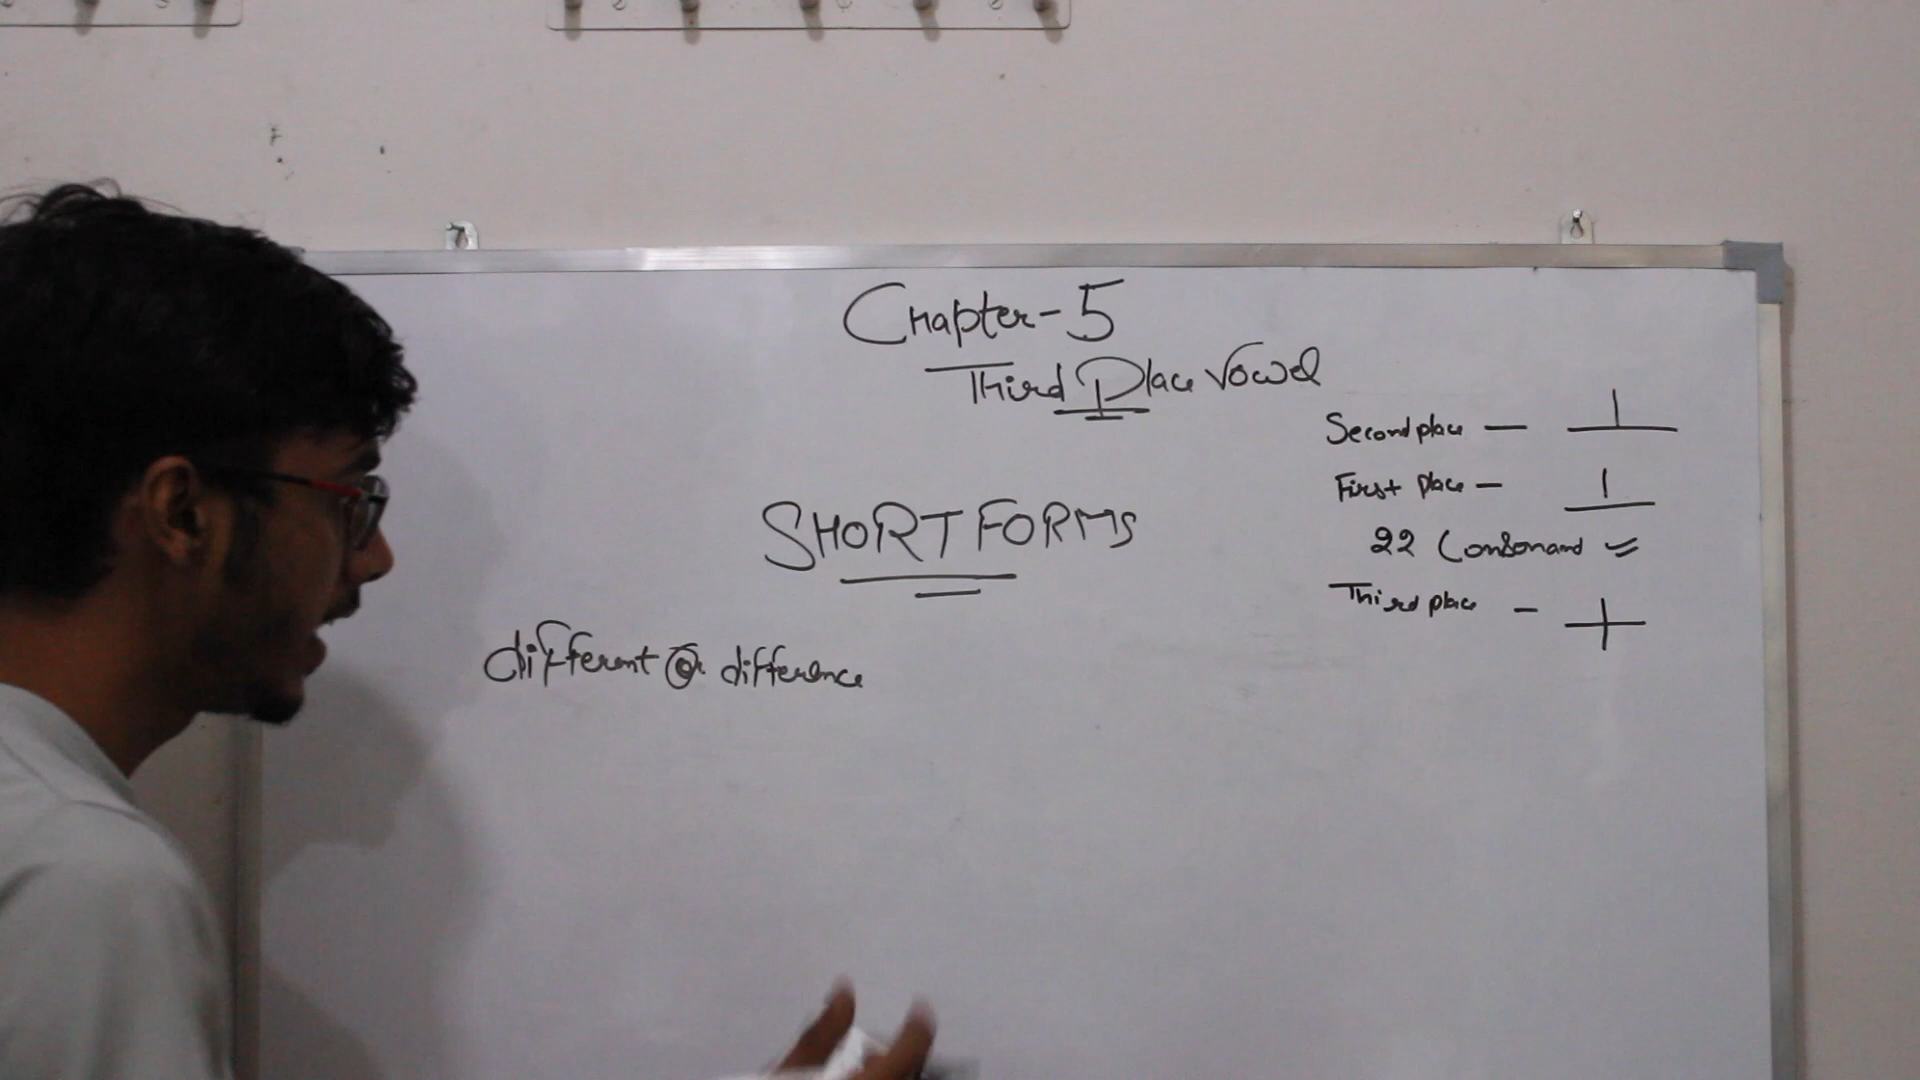 Chapter-5
Third Place Vowel
Second place —
First place —
22 Consonand
Third place —
SHORT FORMS
different or difference